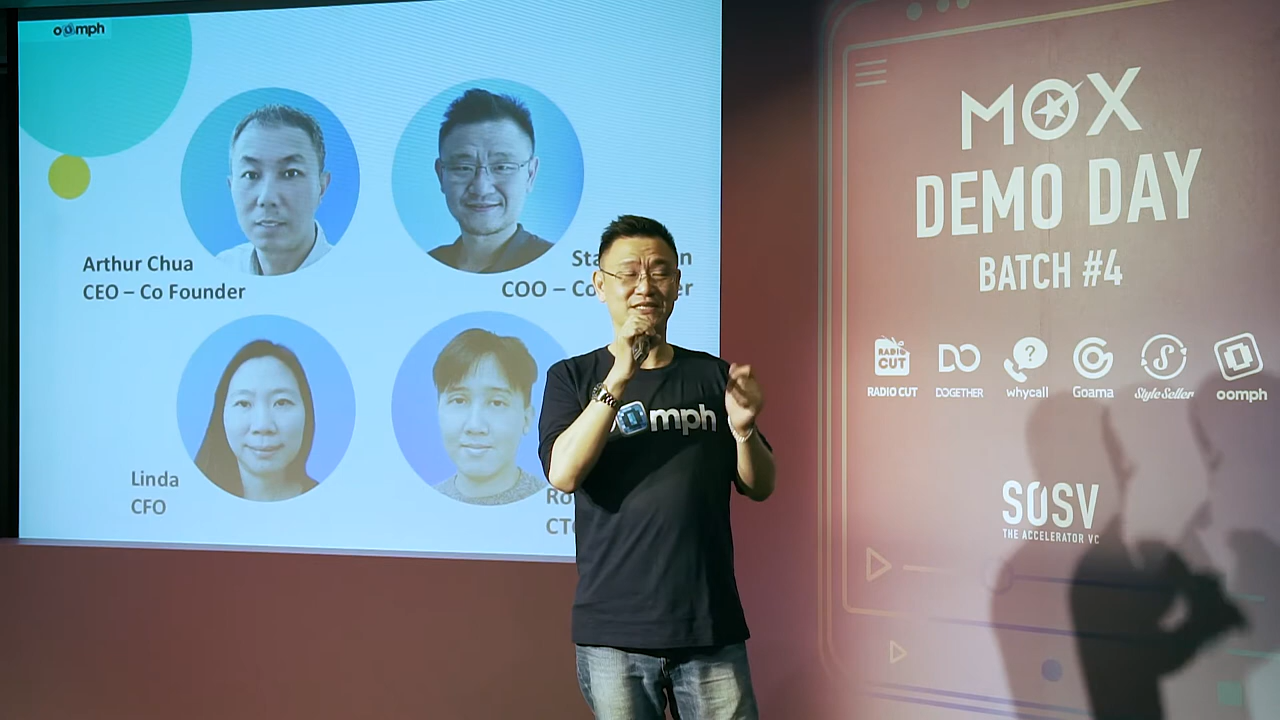 oomph
Arthur Chua
CEO – Co Founder
COO – Co
Linda
CFO
mph
MOX
DEMO DAY
BATCH #4
RADIO CUT
RADIO CUT
DOGETHER
whycall
Goama
Style Seller
oomph
SOSV
THE ACCELERATOR VC